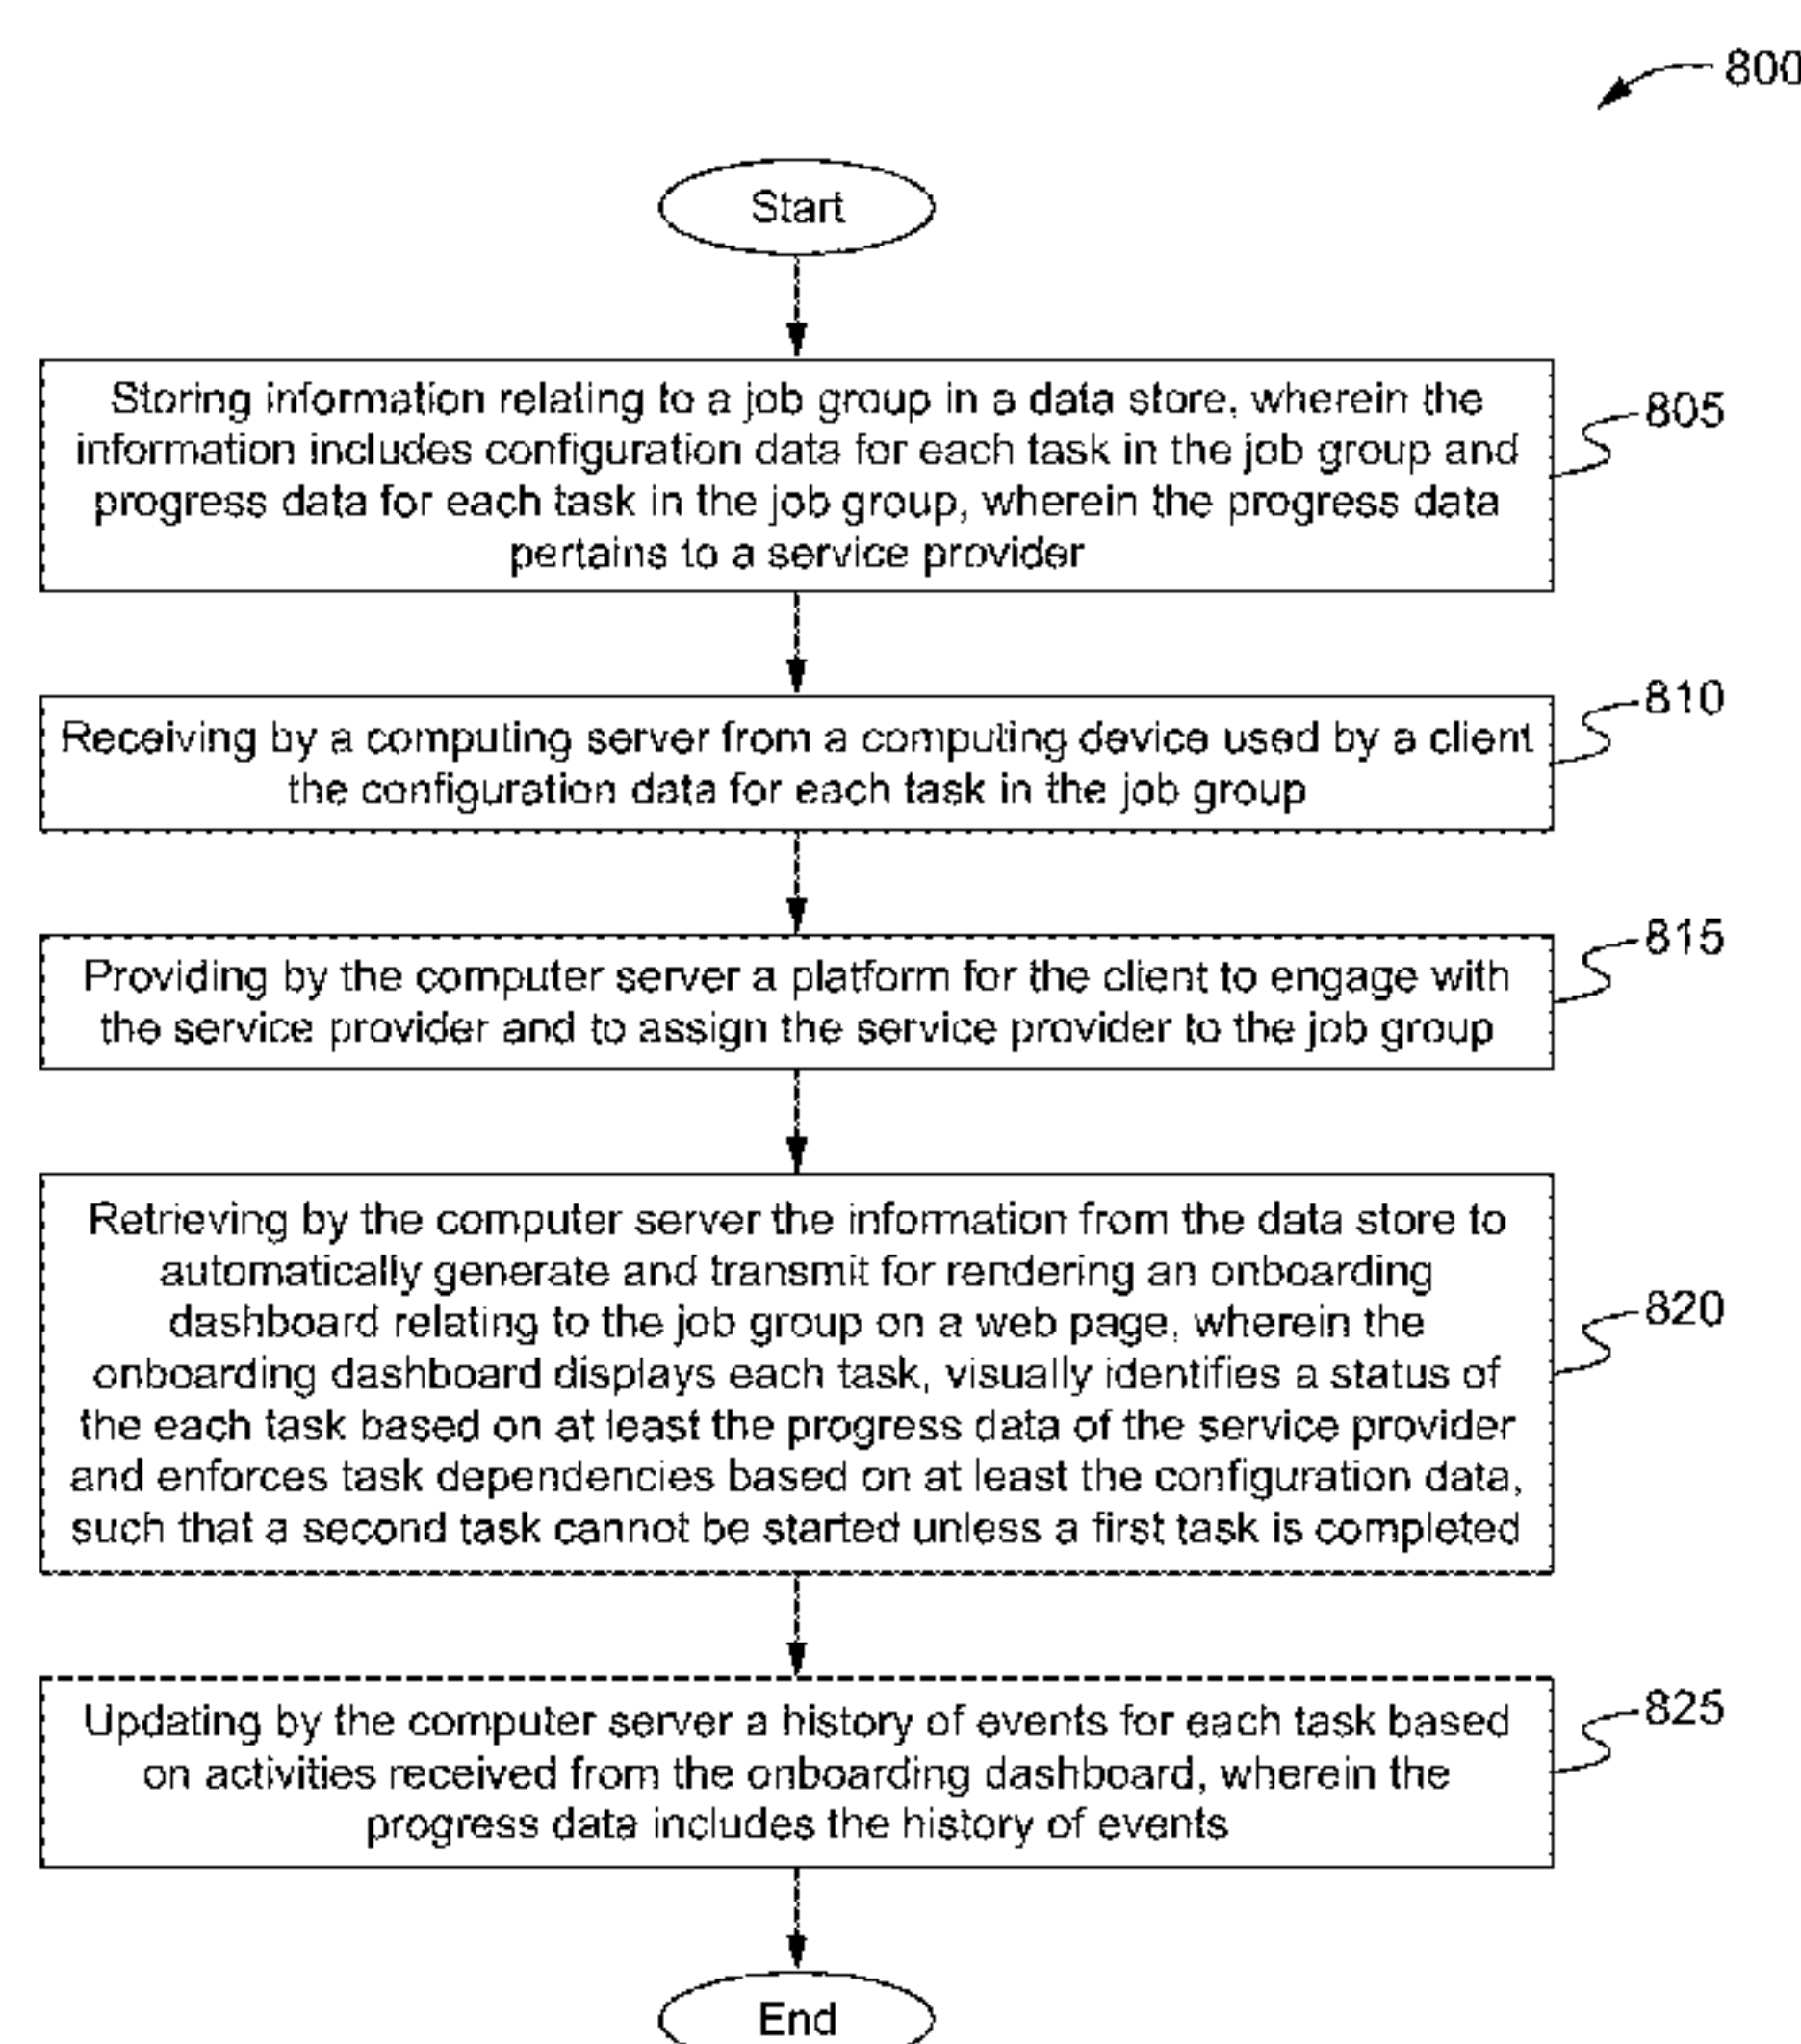 800
Start
Storing information relating to a job group in a data store, wherein the
information includes configuration data for each task in the job group and
progress data for each task in the job group, wherein the progress data
pertains to a service provider
805
Receiving by a computing server from a computing device used by a client
the configuration data for each task in the job group
810
Providing by the computer server a platform for the client to engage with
the service provider and to assign the service provider to the job group
815
Retrieving by the computer server the information from the data store to
automatically generate and transmit for rendering an onboarding
dashboard relating to the job group on a web page, wherein the
onboarding dashboard displays each task, visually identifies a status of
the each task based on at least the progress data of the service provider
and enforces task dependencies based on at least the configuration data,
such that a second task cannot be started unless a first task is completed
820
Updating by the computer server a history of events for each task based
on activities received from the onboarding dashboard, wherein the
progress data includes the history of events
825
End